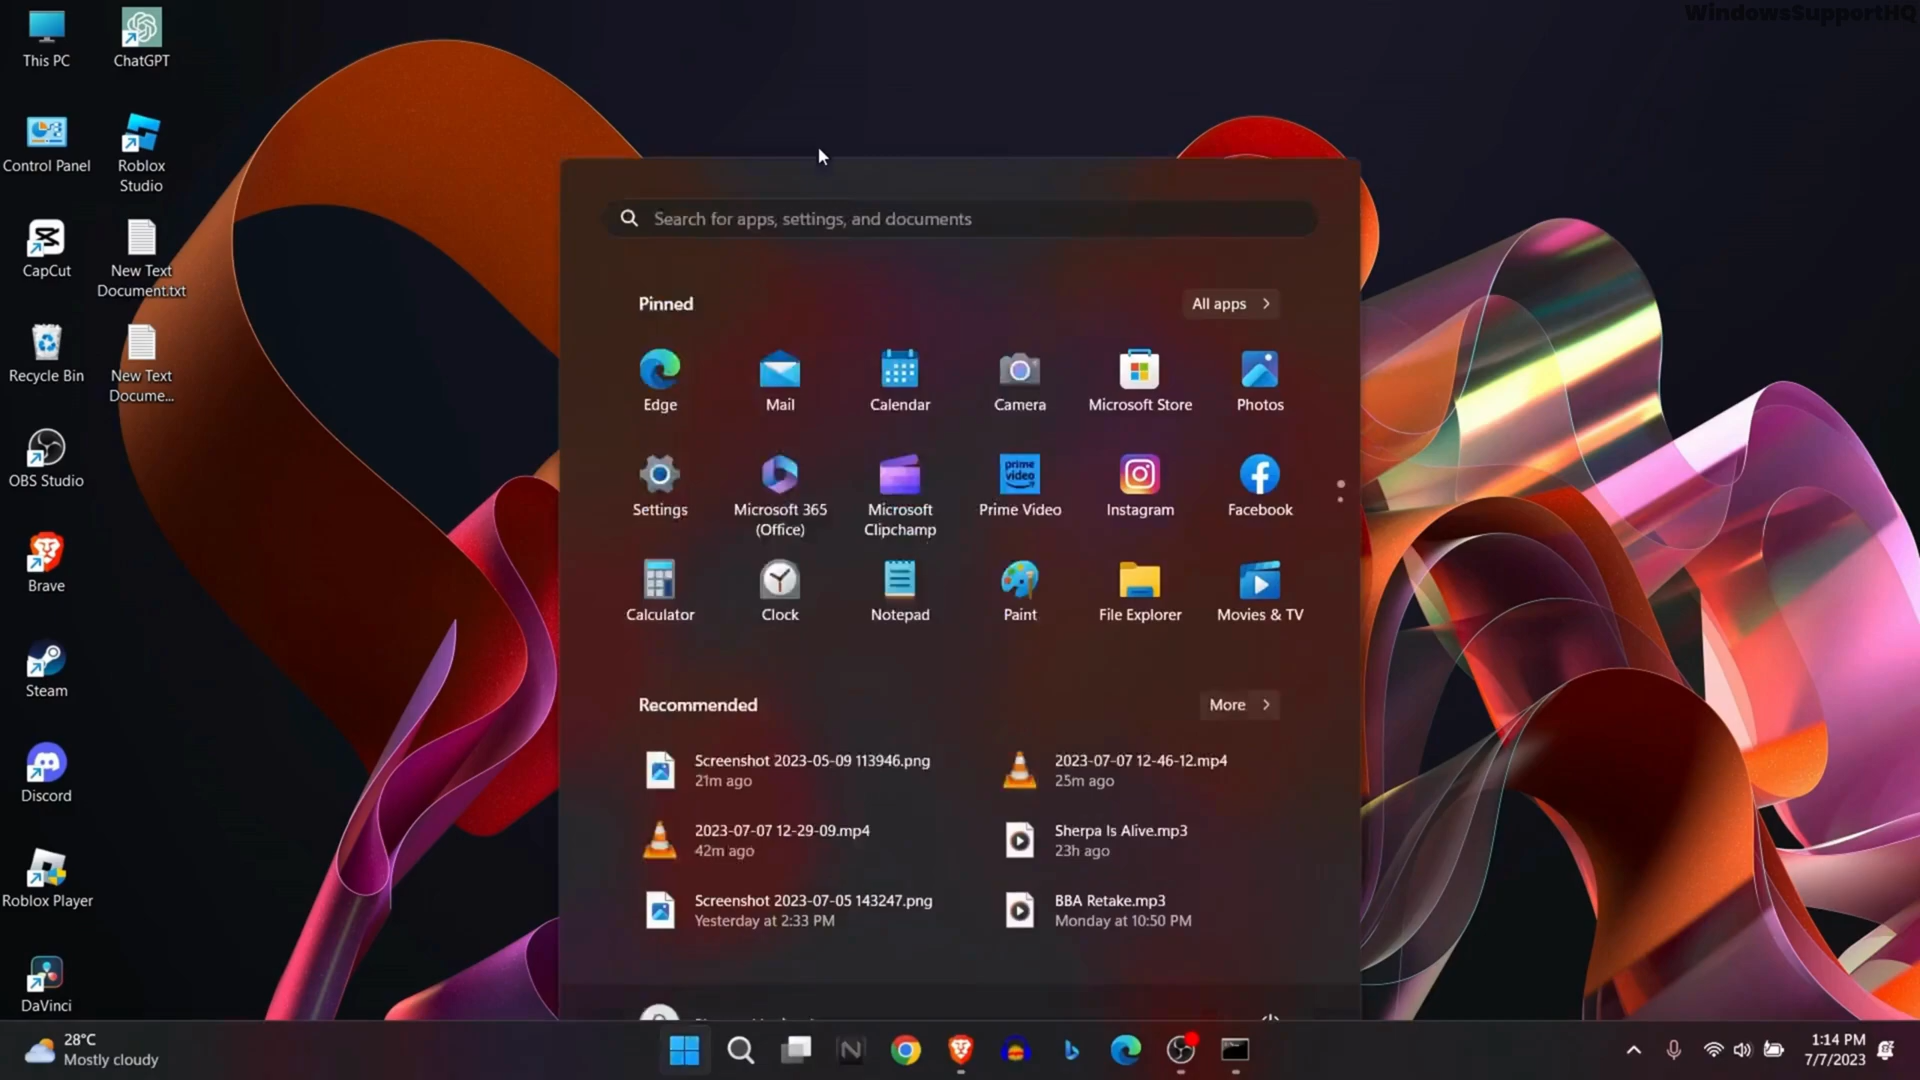 WindowsSupportHQ
This PC
ChatGPT
Control Panel
Roblox
Studio
CapCut
New Text
Document.txt
Recycle Bin
New Text
Docume...
OBS Studio
Brave
Steam
Discord
Roblox Player
DaVinci
Search for apps, settings, and documents
Pinned
All apps
Edge
Mail
Calendar
Camera
Microsoft Store
Photos
Settings
Microsoft 365
(Office)
Microsoft
Clipchamp
prime
video
Prime Video
Instagram
Facebook
Calculator
Clock
Notepad
Paint
File Explorer
Movies & TV
Recommended
More
Screenshot 2023-05-09 113946.png
21m ago
2023-07-07 12-46-12.mp4
25m ago
2023-07-07 12-29-09.mp4
42m ago
Sherpa Is Alive.mp3
23h ago
Screenshot 2023-07-05 143247.png
Yesterday at 2:33 PM
BBA Retake.mp3
Monday at 10:50 PM
28°C
Mostly cloudy
1:14 PM
7/7/2023